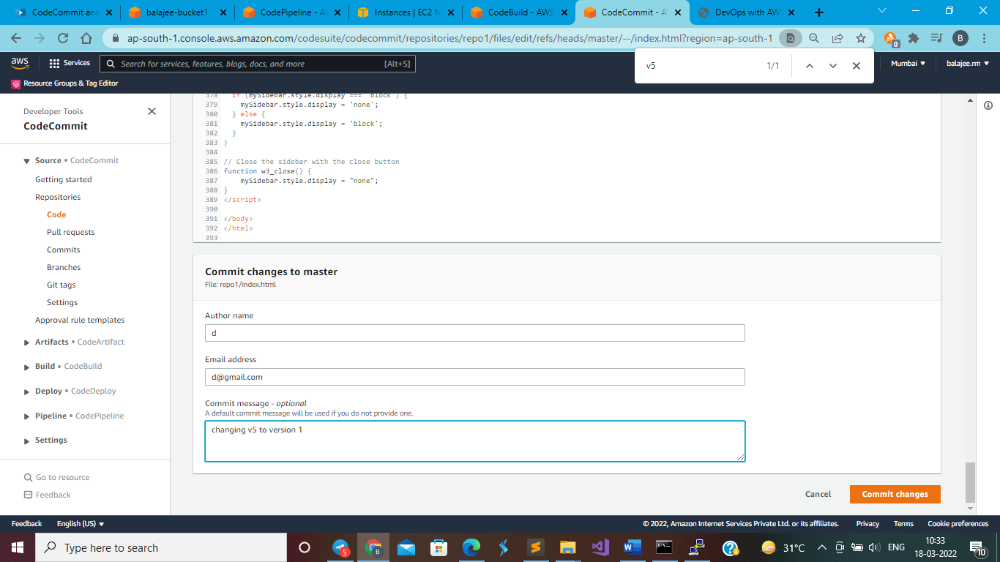 CodeCommit and
balajee-bucket1 -
CodePipeline - AW
Instances | EC2 M
CodeBuild - AWS
CodeCommit - AW
DevOps with AWS
ap-south-1.console.aws.amazon.com/codesuite/codecommit/repositories/repo1/files/edit/refs/heads/master/--/index.html?region=ap-south-1
0
B
aws
Services
Search for services, features, blogs, docs, and more
[Alt+S]
v5
1/1
Mumbai
balajee.rm
Resource Groups & Tag Editor
Developer Tools
CodeCommit
Source • CodeCommit
Getting started
Repositories
Code
Pull requests
Commits
Branches
Git tags
Settings
Approval rule templates
Artifacts • CodeArtifact
Build • CodeBuild
Deploy • CodeDeploy
Pipeline • CodePipeline
Settings
Go to resource
Feedback
378 if (mySidebar.style.display === 'block') {
379 mySidebar.style.display = 'none';
380 } else {
381 mySidebar.style.display = 'block';
382 }
383 }
384
385 // Close the sidebar with the close button
386 function w3_close() {
387 mySidebar.style.display = "none";
388 }
389 </script>
390
391 </body>
392 </html>
393
Commit changes to master
File: repo1/index.html
Author name
d
Email address
d@gmail.com
Commit message - optional
A default commit message will be used if you do not provide one.
changing v5 to version 1
Cancel
Commit changes
Feedback
English (US)
© 2022, Amazon Internet Services Private Ltd. or its affiliates.
Privacy
Terms
Cookie preferences
Type here to search
5
B
31°C
ENG
10:33
18-03-2022
10